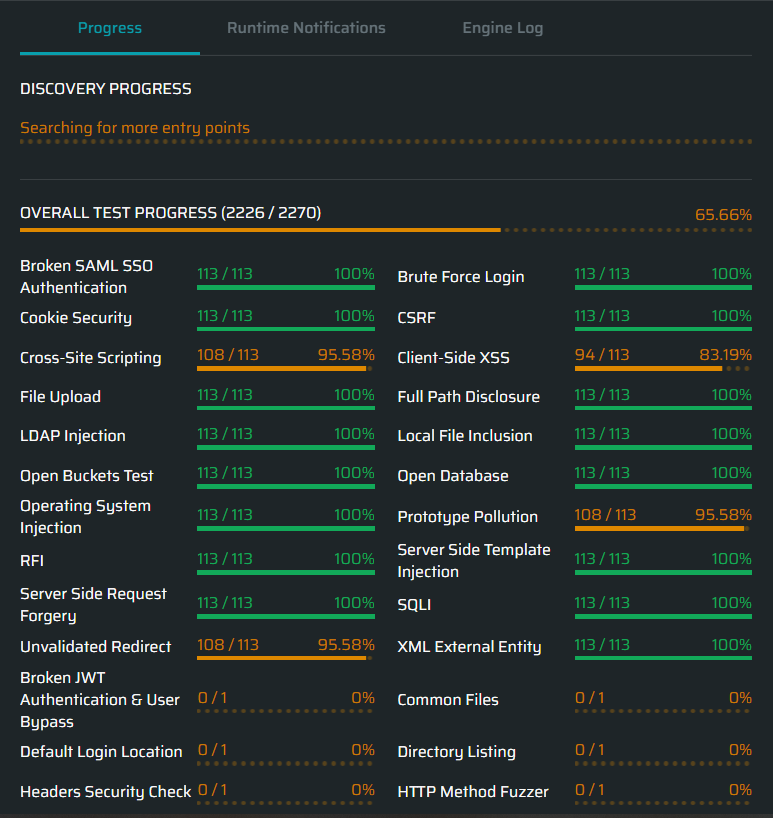 Progress
Runtime Notifications
Engine Log
DISCOVERY PROGRESS
Searching for more entry points
OVERALL TEST PROGRESS (2226 / 2270)
65.66%
Broken SAML SSO
Authentication
113 / 113
100%
Brute Force Login
113 / 113
100%
Cookie Security
113 / 113
100%
CSRF
113 / 113
100%
Cross-Site Scripting
108 / 113
95.58%
Client-Side XSS
94 / 113
83.19%
File Upload
113 / 113
100%
Full Path Disclosure
113 / 113
100%
LDAP Injection
113 / 113
100%
Local File Inclusion
113 / 113
100%
Open Buckets Test
113 / 113
100%
Open Database
113 / 113
100%
Operating System
Injection
113 / 113
100%
Prototype Pollution
108 / 113
95.58%
RFI
113 / 113
100%
Server Side Template
Injection
113 / 113
100%
Server Side Request
Forgery
113 / 113
100%
SQLI
113 / 113
100%
Unvalidated Redirect
108 / 113
95.58%
XML External Entity
113 / 113
100%
Broken JWT
Authentication & User
Bypass
0 / 1
0%
Common Files
0 / 1
0%
Default Login Location
0 / 1
0%
Directory Listing
0 / 1
0%
Headers Security Check
0 / 1
0%
HTTP Method Fuzzer
0 / 1
0%